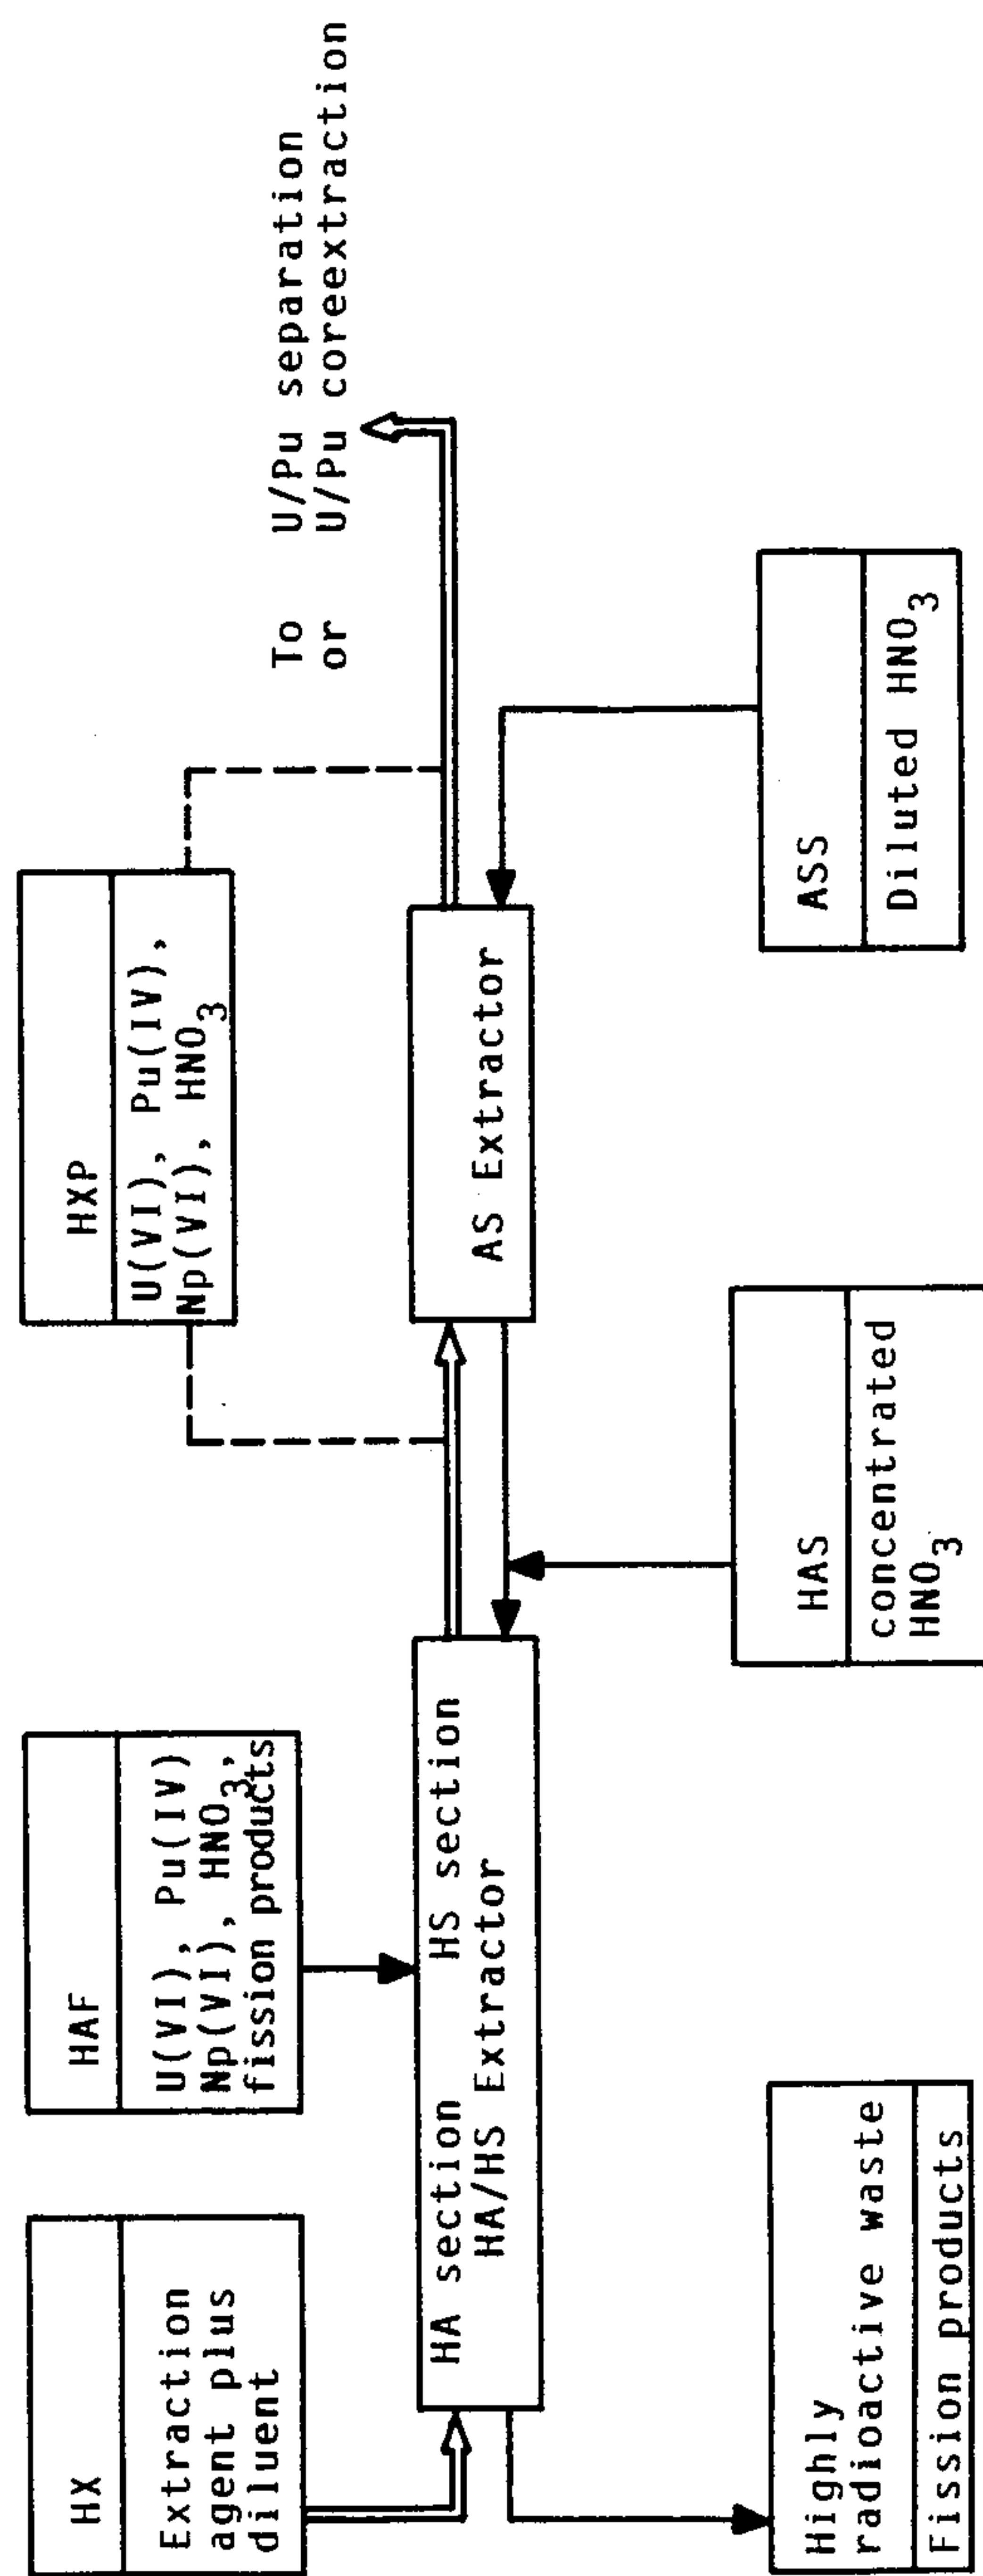 HX
Extraction
agent plus
diluent
HAF
U(VI), Pu(IV)
Np(VI), HNO₃,
fission products
HXP
U(VI), Pu(IV),
Np(VI), HNO₃
To U/Pu separation
or U/Pu coreextraction
HA section HS section
HA/HS Extractor
AS Extractor
Highly
radioactive waste
Fission products
HAS
concentrated
HNO₃
ASS
Diluted HNO₃